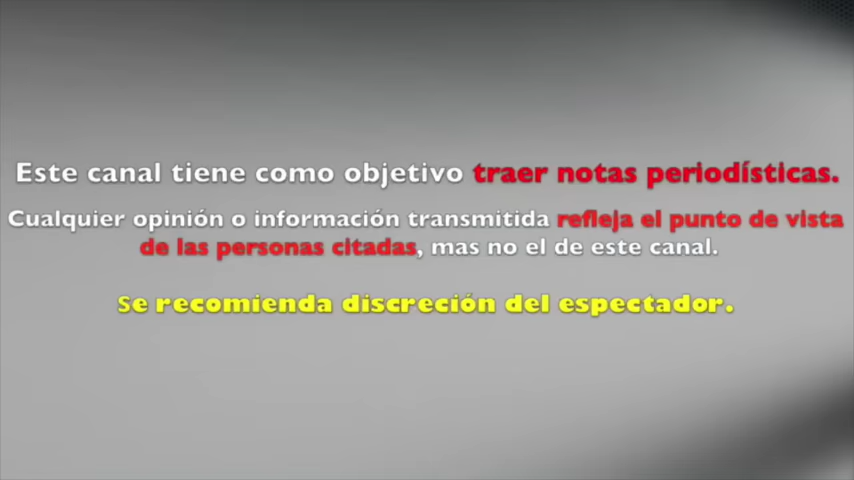 Este canal tiene como objetivo traer notas periodísticas.
Cualquier opinión o información transmitida refleja el punto de vista
de las personas citadas, mas no el de este canal.
Se recomienda discreción del espectador.